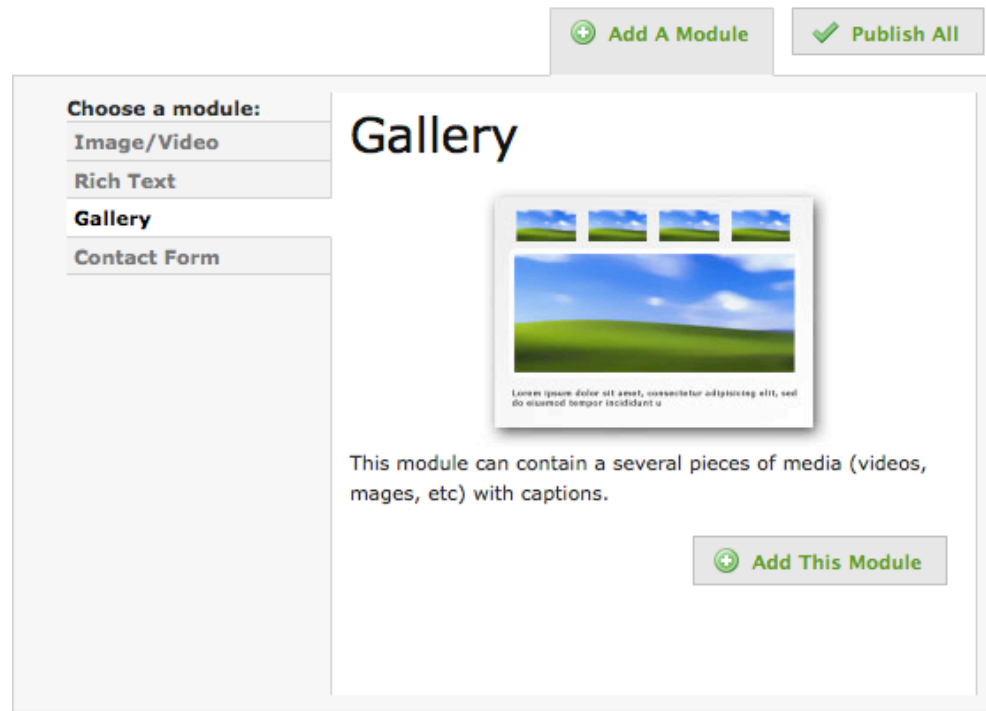 Add A Module
Publish All
Choose a module:
Image/Video
Rich Text
Gallery
Contact Form
Gallery
Lorem ipsum dolor sit amet, consectetur adipisicing elit, sed
do eiusmod tempor incididant u
This module can contain a several pieces of media (videos,
mages, etc) with captions.
Add This Module